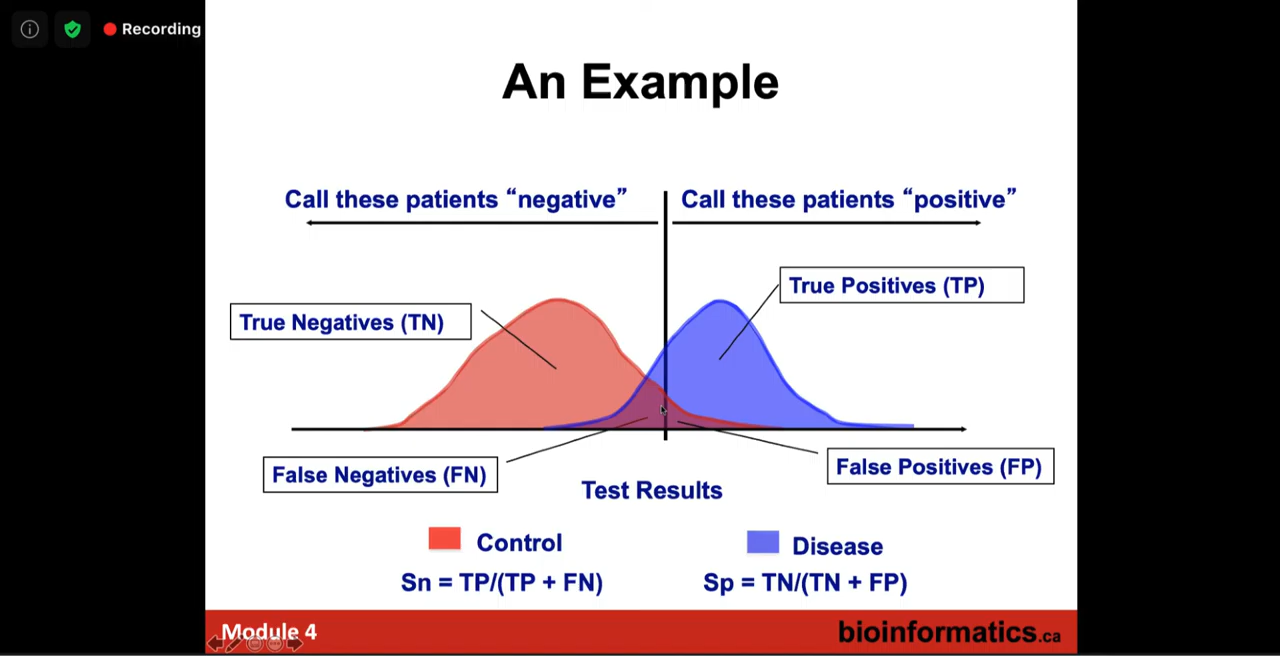 Recording
An Example
Call these patients “negative”
Call these patients “positive”
True Positives (TP)
True Negatives (TN)
False Negatives (FN)
False Positives (FP)
Test Results
Control
Disease
Sn = TP/(TP + FN)
Sp = TN/(TN + FP)
Module 4
bioinformatics.ca